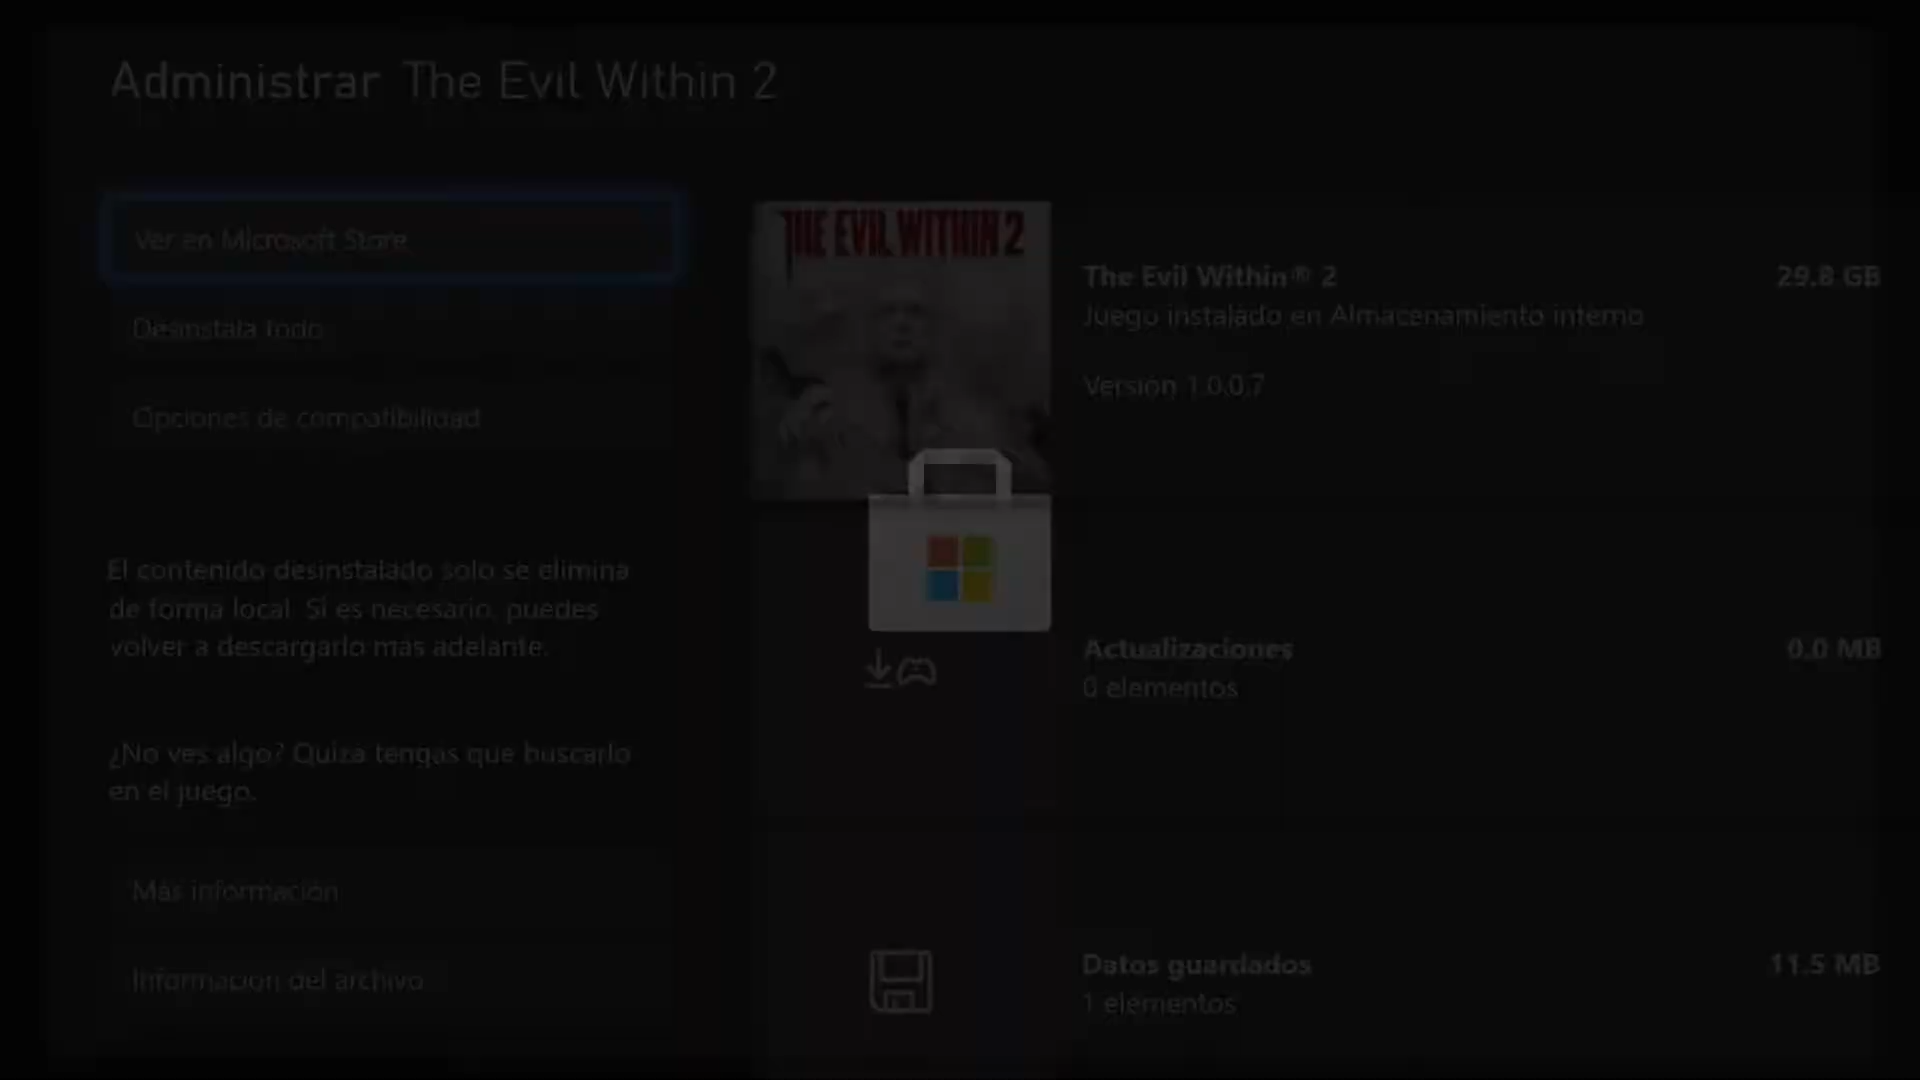 Administrar The Evil Within 2
Ver en Microsoft Store
Desinstala todo
Opciones de compatibilidad
El contenido desinstalado solo se elimina
de forma local. Si es necesario, puedes
volver a descargarlo más adelante.
¿No ves algo? Quizá tengas que buscarlo
en el juego.
Más información
Información del archivo
THE EVIL WITHIN 2
The Evil Within® 2
29.8 GB
Juego instalado en Almacenamiento interno
Versión 1.0.0.7
Actualizaciones
0.0 MB
0 elementos
Datos guardados
11.5 MB
1 elementos